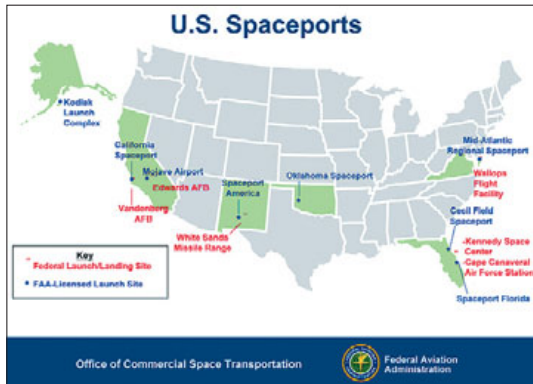 U.S. Spaceports
Kodiak
Launch
Complex
California
Spaceport
Mojave Airport
Edwards AFB
Vandenberg
AFB
Spaceport
America
White Sands
Missile Range
Oklahoma Spaceport
Mid-Atlantic
Regional Spaceport
Wallops
Flight
Facility
Cecil Field
Spaceport
-Kennedy Space
Center
-Cape Canaveral
Air Force Station
Spaceport Florida
Key
Federal Launch/Landing Site
FAA-Licensed Launch Site
Office of Commercial Space Transportation
Federal Aviation
Administration